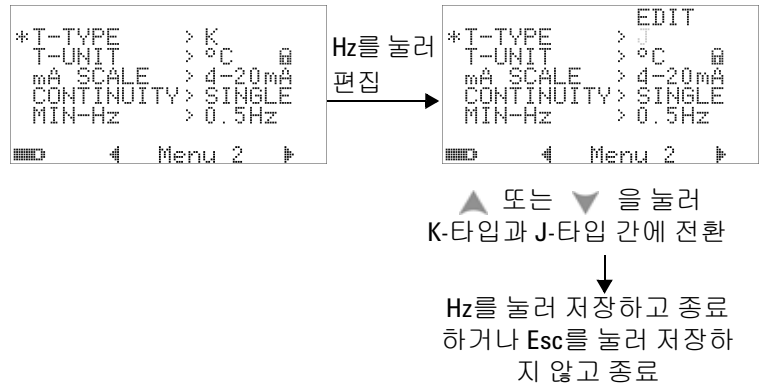 *T-TYPE > K
T-UNIT > °C
mA SCALE > 4-20mA
CONTINUITY > SINGLE
MIN-Hz > 0.5Hz
Menu 2
Hz를 눌러
편집
EDIT
*T-TYPE > J
T-UNIT > °C
mA SCALE > 4-20mA
CONTINUITY > SINGLE
MIN-Hz > 0.5Hz
Menu 2
또는 을 눌러
K-타입과 J-타입 간에 전환
Hz를 눌러 저장하고 종료
하거나 Esc를 눌러 저장하
지 않고 종료